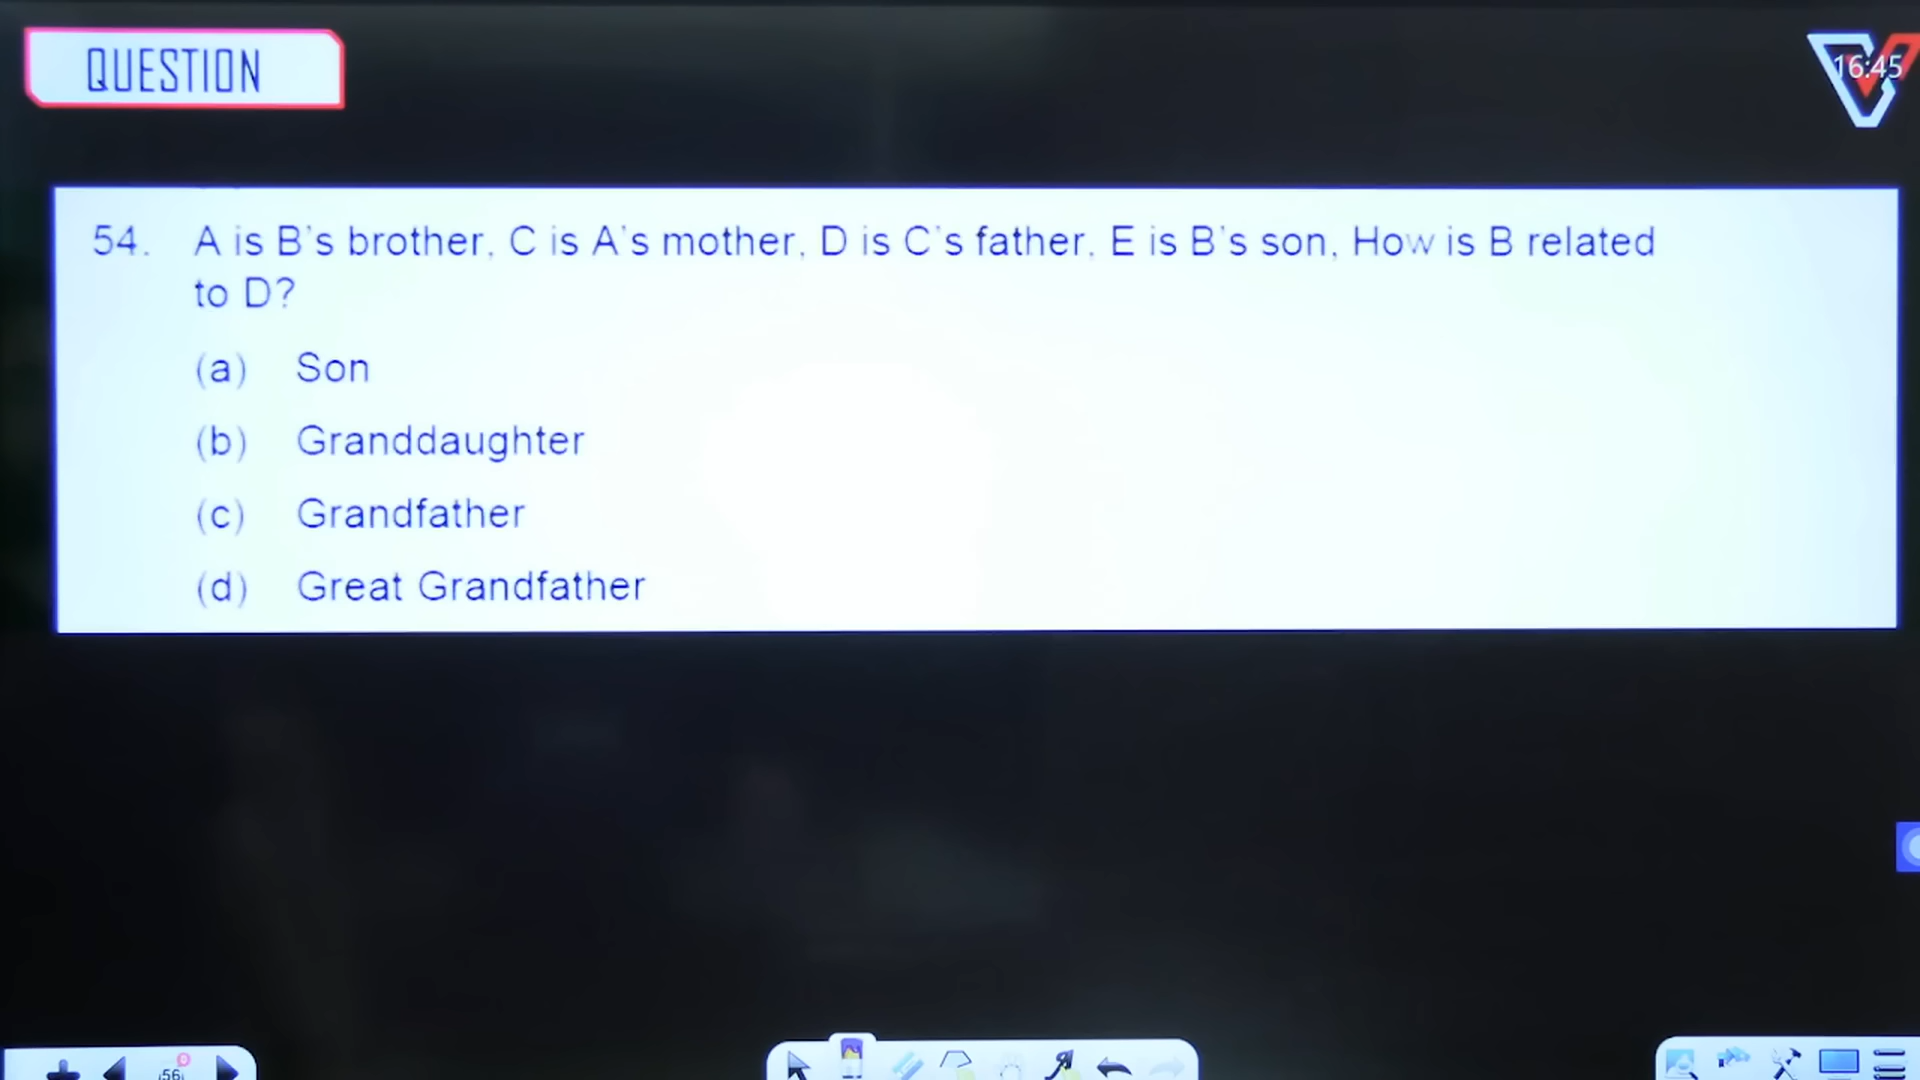 QUESTION
16:45
54. A is B's brother, C is A's mother, D is C's father, E is B's son, How is B related
to D?
(a) Son
(b) Granddaughter
(c) Grandfather
(d) Great Grandfather
56